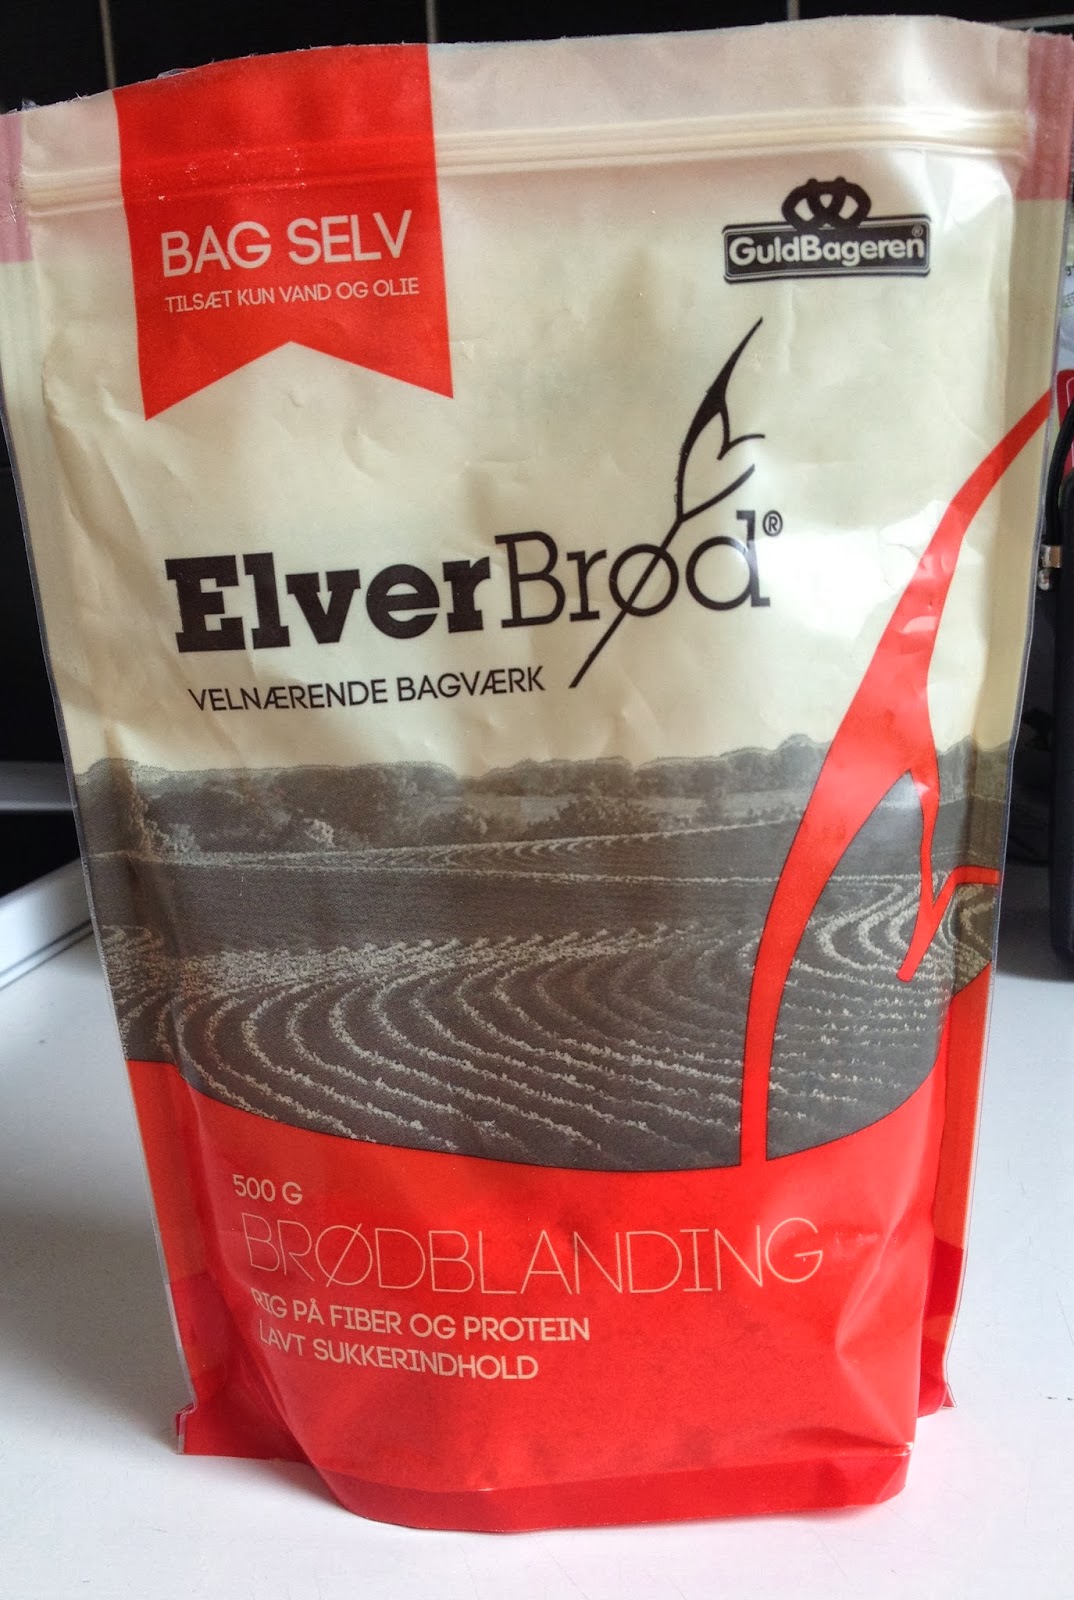 BAG SELV
TILSÆT KUN VAND OG OLIE
GuldBageren®
ElverBrød®
VELNÆRENDE BAGVÆRK
500 G
BRØDBLANDING
RIG PÅ FIBER OG PROTEIN
LAVT SUKKERINDHOLD